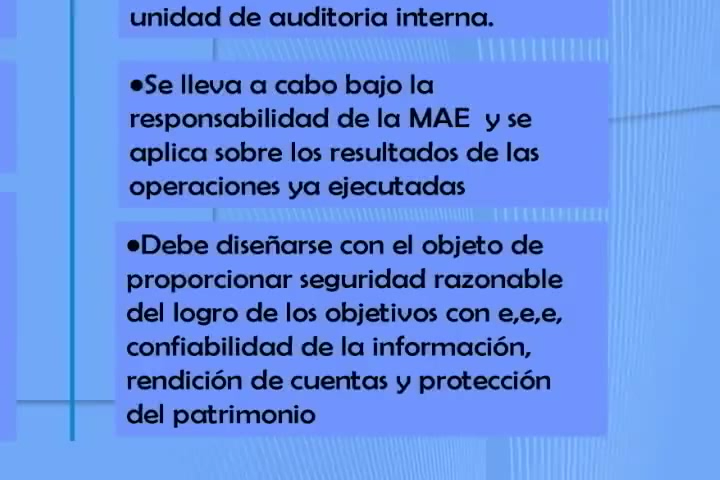 unidad de auditoria interna.
•Se lleva a cabo bajo la
responsabilidad de la MAE y se
aplica sobre los resultados de las
operaciones ya ejecutadas
•Debe diseñarse con el objeto de
proporcionar seguridad razonable
del logro de los objetivos con e,e,e,
confiabilidad de la información,
rendición de cuentas y protección
del patrimonio